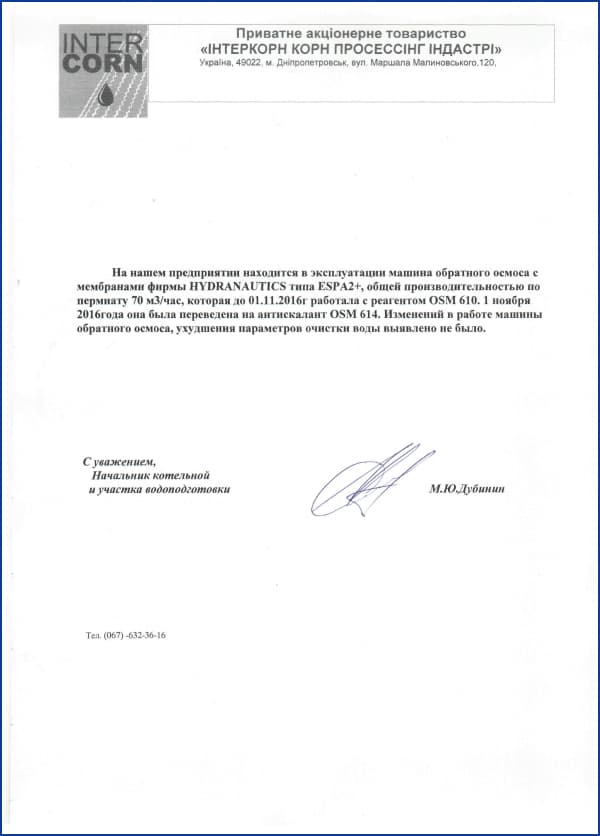 INTER
CORN
Приватне акціонерне товариство
«ІНТЕРКОРН КОРН ПРОСЕССІНГ ІНДАСТРІ»
Україна, 49022, м. Дніпропетровськ, вул. Маршала Малиновського,120,
На нашем предприятии находится в эксплуатации машина обратного осмоса с
мембранами фирмы HYDRANAUTICS типа ESPA2+, общей производительностью по
пермиату 70 м3/час, которая до 01.11.2016г работала с реагентом OSM 610. 1 ноября
2016года она была переведена на антискалант OSM 614. Изменений в работе машины
обратного осмоса, ухудшения параметров очистки воды выявлено не было.
С уважением,
Начальник котельной
и участка водоподготовки
М.Ю.Дубинин
Тел. (067) -632-36-16